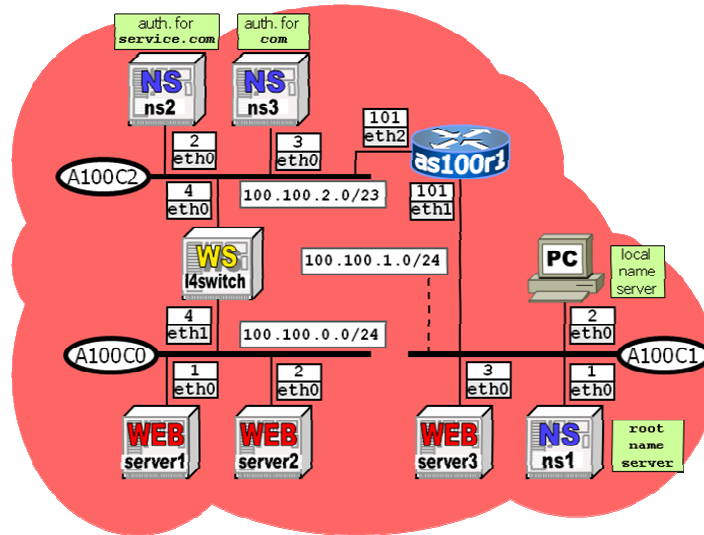 auth. for
service.com
auth. for
com
NS
ns2
NS
ns3
2
eth0
3
eth0
101
eth2
as100r1
101
eth1
A100C2
100.100.2.0/23
4
eth0
WS
l4switch
100.100.1.0/24
PC
local
name
server
4
eth1
100.100.0.0/24
2
eth0
A100C0
A100C1
1
eth0
2
eth0
3
eth0
1
eth0
WEB
server1
WEB
server2
WEB
server3
NS
ns1
root
name
server